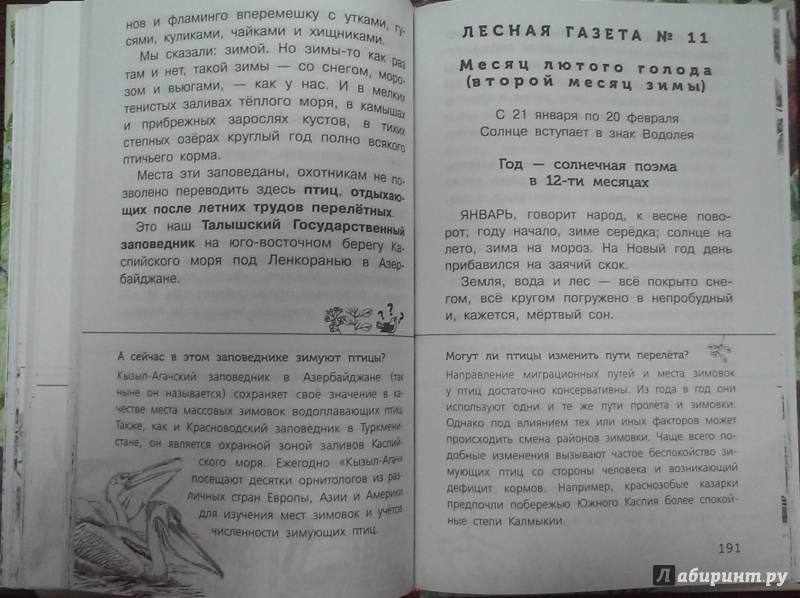 нов и фламинго вперемешку с утками, гу-
сями, куликами, чайками и хищниками.
Мы сказали: зимой. Но зимы-то как раз
там и нет, такой зимы — со снегом, моро-
зом и вьюгами, — как у нас. И в мелких
тенистых заливах тёплого моря, в камышах
и прибрежных зарослях кустов, в тихих
степных озёрах круглый год полно всякого
птичьего корма.
Места эти заповеданы, охотникам не по-
зволено переводить здесь птиц, отдыхаю-
щих после летних трудов перелётных.
Это наш Талышский Государственный
заповедник на юго-восточном берегу Кас-
пийского моря под Ленкоранью в Азер-
байджане.
А сейчас в этом заповеднике зимуют птицы?
Кызыл-Агачский заповедник в Азербайджане (так
ныне он называется) сохраняет своё значение в ка-
честве места массовых зимовок водоплавающих птиц.
Также, как и Красноводский заповедник в Туркме-
нистане, он является охранной зоной заливов Каспий-
ского моря. Ежегодно «Кызыл-Агач»
посещают десятки орнитологов из раз-
личных стран Европы, Азии и Америки
для изучения мест зимовок и учётов
численности зимующих птиц.
ЛЕСНАЯ ГАЗЕТА № 11
Месяц лютого голода
(второй месяц зимы)
С 21 января по 20 февраля
Солнце вступает в знак Водолея
Год — солнечная поэма
в 12-ти месяцах
ЯНВАРЬ, говорит народ, к весне пово-
рот; году начало, зиме серёдка; солнце на
лето, зима на мороз. На Новый год день
прибавился на заячий скок.
Земля, вода и лес — всё покрыто сне-
гом, всё кругом погружено в непробудный
и, кажется, мёртвый сон.
Могут ли птицы изменить пути перелёта?
Направление миграционных путей и места зимовок
у птиц достаточно консервативны. Из года в год они
используют одни и те же пути пролёта и зимовки.
Однако под влиянием тех или иных факторов может
происходить смена районов зимовки. Чаще всего по-
добные изменения вызывают частое беспокойство зи-
мующих птиц со стороны человека и возникающий
дефицит кормов. Например, краснозобые казарки
предпочли побережью Южного Каспия более спокой-
ные степи Калмыкии.
191
Лабиринт.ру